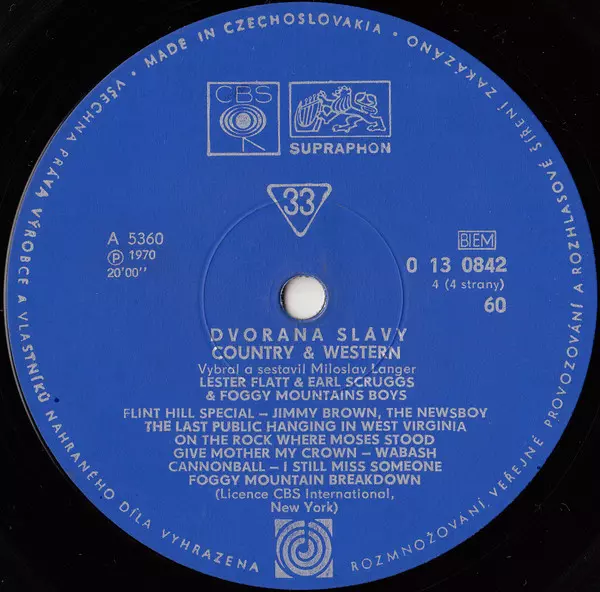 VŠECHNA PRÁVA VÝROBCE A VLASTNÍKŮ NAHRANÉHO DÍLA VYHRAZENA
• MADE IN CZECHOSLOVAKIA •
ROZMNOŽOVÁNÍ, VEŘEJNÉ PROVOZOVÁNÍ A ROZHLASOVÉ ŠÍŘENÍ ZAKÁZÁNO
CBS
SUPRAPHON
33
A 5360
Ⓟ 1970
20'00''
BIEM
0 13 0842
4 (4 strany)
60
DVORANA SLÁVY
COUNTRY & WESTERN
Vybral a sestavil Miloslav Langer
LESTER FLATT & EARL SCRUGGS
& FOGGY MOUNTAINS BOYS
FLINT HILL SPECIAL – JIMMY BROWN, THE NEWSBOY
THE LAST PUBLIC HANGING IN WEST VIRGINIA
ON THE ROCK WHERE MOSES STOOD
GIVE MOTHER MY CROWN – WABASH
CANNONBALL – I STILL MISS SOMEONE
FOGGY MOUNTAIN BREAKDOWN
(Licence CBS International,
New York)